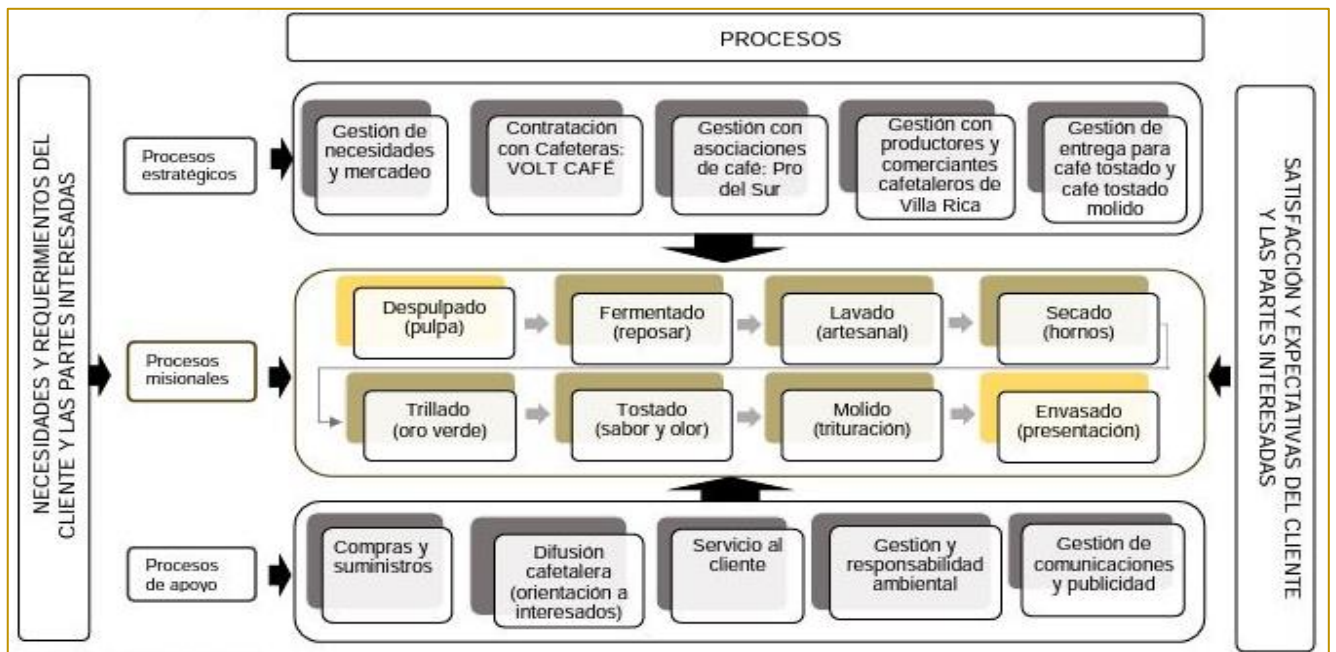 PROCESOS
NECESIDADES Y REQUERIMIENTOS DEL
CLIENTE Y LAS PARTES INTERESADAS
Procesos
estratégicos
Gestión de
necesidades
y mercadeo
Contratación
con Cafeteras:
VOLT CAFÉ
Gestión con
asociaciones
de café: Pro
del Sur
Gestión con
productores y
comerciantes
cafetaleros de
Villa Rica
Gestión de
entrega para
café tostado y
café tostado
molido
Procesos
misionales
Despulpado
(pulpa)
Fermentado
(reposar)
Lavado
(artesanal)
Secado
(hornos)
Trillado
(oro verde)
Tostado
(sabor y olor)
Molido
(trituración)
Envasado
(presentación)
Procesos
de apoyo
Compras y
suministros
Difusión
cafetalera
(orientación a
interesados)
Servicio al
cliente
Gestión y
responsabilidad
ambiental
Gestión de
comunicaciones
y publicidad
SATISFACCIÓN Y EXPECTATIVAS DEL CLIENTE
Y LAS PARTES INTERESADAS